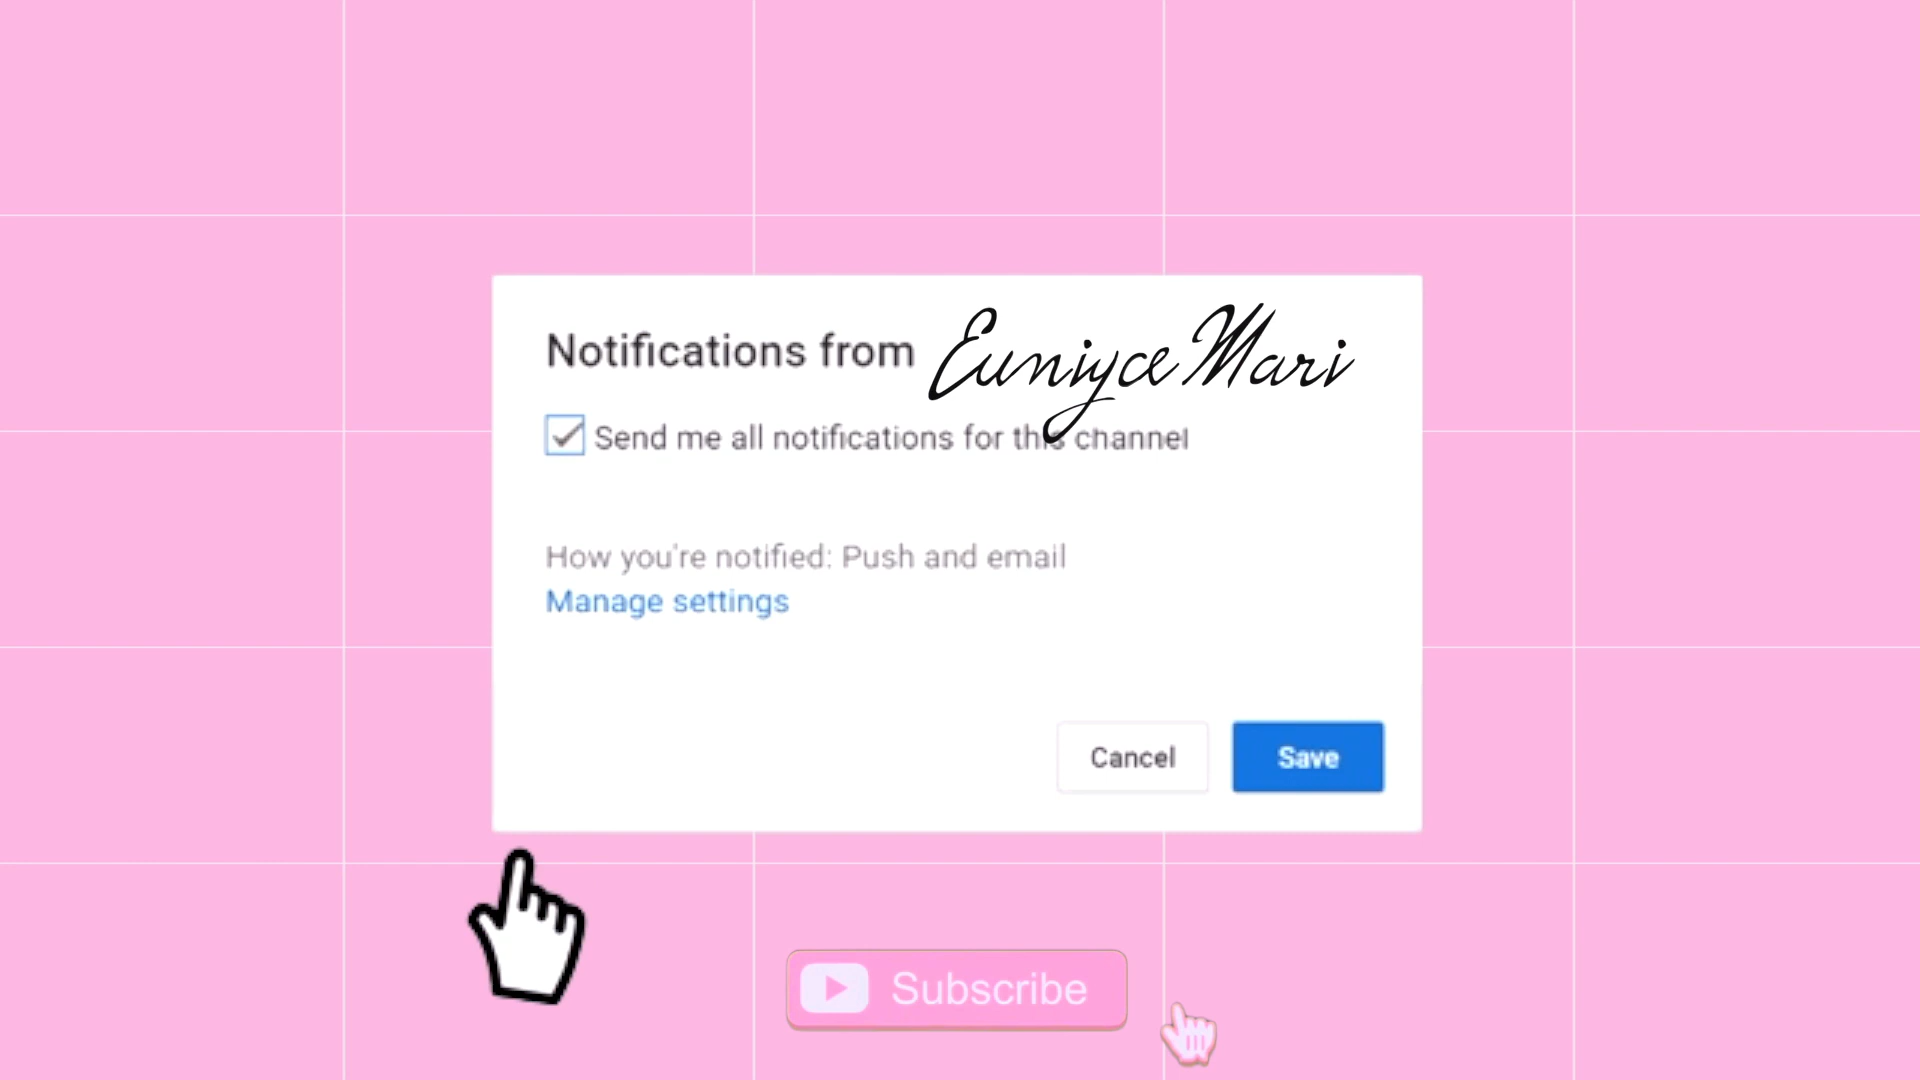 Notifications from Euniyce Mari
Send me all notifications for this channel
How you're notified: Push and email
Manage settings
Cancel
Save
Subscribe